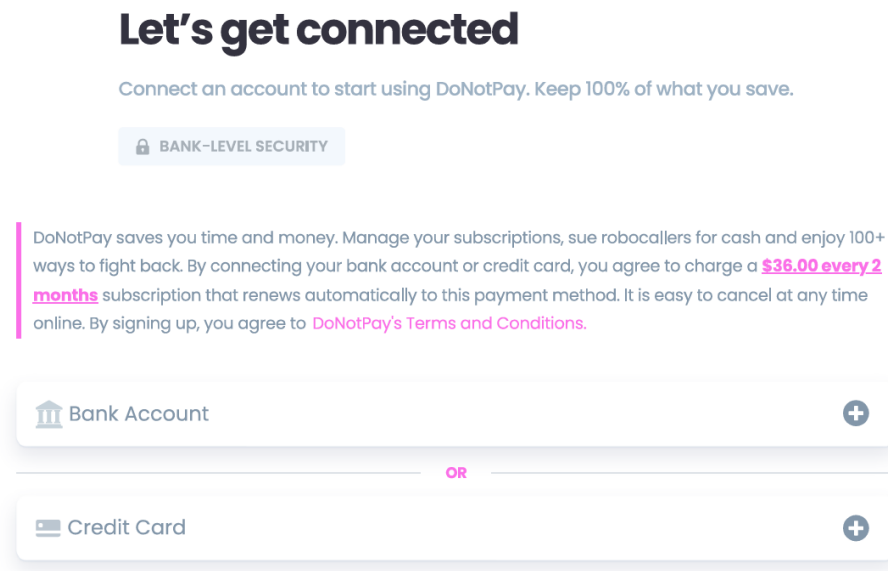 Let's get connected
Connect an account to start using DoNotPay. Keep 100% of what you save.
BANK-LEVEL SECURITY
DoNotPay saves you time and money. Manage your subscriptions, sue robocallers for cash and enjoy 100+
ways to fight back. By connecting your bank account or credit card, you agree to charge a $36.00 every 2
months subscription that renews automatically to this payment method. It is easy to cancel at any time
online. By signing up, you agree to DoNotPay's Terms and Conditions.
Bank Account
OR
Credit Card